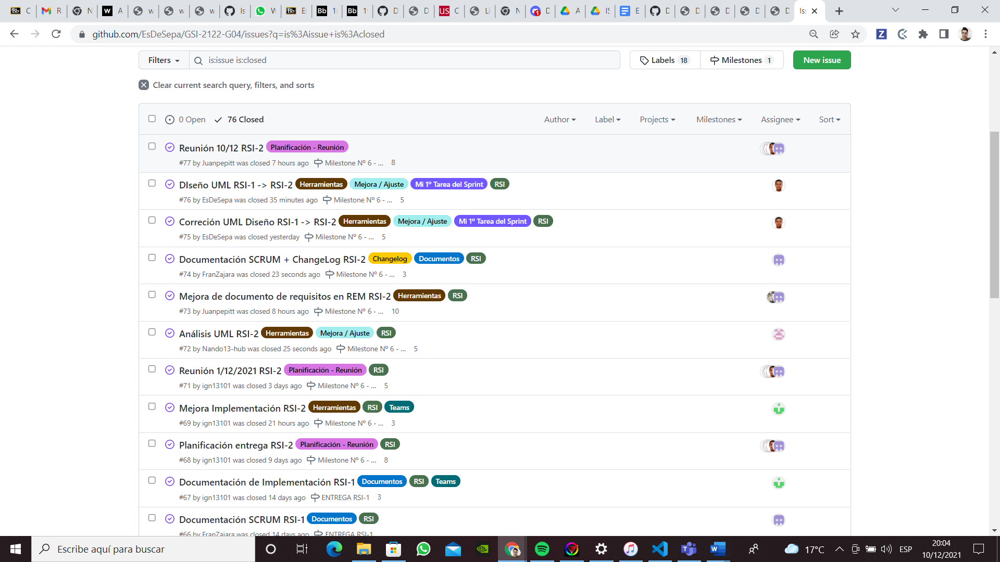 C
R
N
A
w
w
w
Is
W
Es
18
19
D
D
C
Li
N
D
A
IS
E
D
D
D
D
D
Iss
github.com/EsDeSepa/GSI-2122-G04/issues?q=is%3Aissue+is%3Aclosed
Filters
is:issue is:closed
Labels 18
Milestones 1
New issue
Clear current search query, filters, and sorts
0 Open 76 Closed
Author Label Projects Milestones Assignee Sort
Reunión 10/12 RSI-2 Planificación - Reunión
#77 by Juanpepitt was closed 7 hours ago Milestone Nº 6 - ... 8
DIseño UML RSI-1 -> RSI-2 Herramientas Mejora / Ajuste Mi 1º Tarea del Sprint RSI
#76 by EsDeSepa was closed 35 minutes ago Milestone Nº 6 - ... 5
Correción UML Diseño RSI-1 -> RSI-2 Herramientas Mejora / Ajuste Mi 1º Tarea del Sprint RSI
#75 by EsDeSepa was closed yesterday Milestone Nº 6 - ... 5
Documentación SCRUM + ChangeLog RSI-2 Changelog Documentos RSI
#74 by FranZajara was closed 23 seconds ago Milestone Nº 6 - ... 3
Mejora de documento de requisitos en REM RSI-2 Herramientas RSI
#73 by Juanpepitt was closed 8 hours ago Milestone Nº 6 - ... 10
Análisis UML RSI-2 Herramientas Mejora / Ajuste RSI
#72 by Nando13-hub was closed 25 seconds ago Milestone Nº 6 - ... 5
Reunión 1/12/2021 RSI-2 Planificación - Reunión RSI
#71 by ign13101 was closed 3 days ago Milestone Nº 6 - ... 5
Mejora Implementación RSI-2 Herramientas RSI Teams
#69 by ign13101 was closed 21 hours ago Milestone Nº 6 - ... 3
Planificación entrega RSI-2 Planificación - Reunión RSI
#68 by ign13101 was closed 9 days ago Milestone Nº 6 - ... 8
Documentación de Implementación RSI-1 Documentos RSI Teams
#67 by ign13101 was closed 14 days ago ENTREGA RSI-1 3
Documentación SCRUM RSI-1 Documentos RSI
#66 by FranZajara was closed 14 days ago ENTREGA RSI-1
Escribe aquí para buscar
17°C
ESP
20:04
10/12/2021